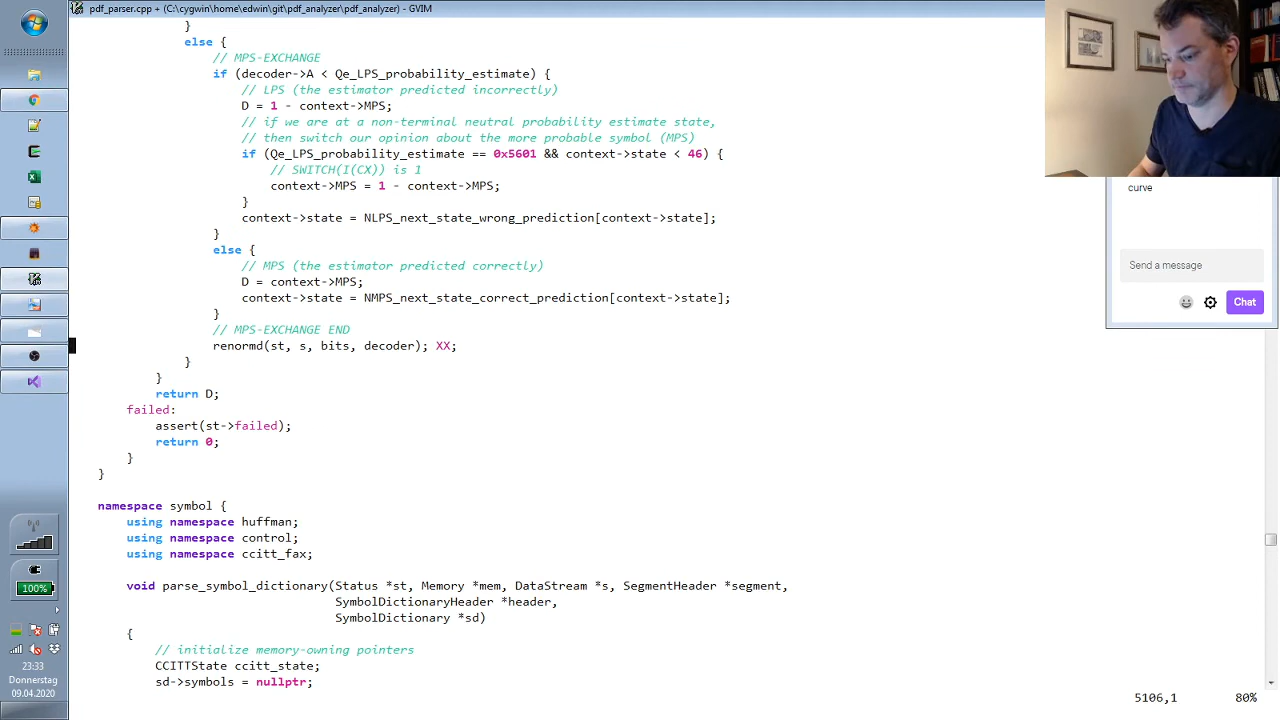 pdf_parser.cpp + (C:\cygwin\home\edwin\git\pdf_analyzer\pdf_analyzer) - GVIM
}
else {
// MPS-EXCHANGE
if (decoder->A < Qe_LPS_probability_estimate) {
// LPS (the estimator predicted incorrectly)
D = 1 - context->MPS;
// if we are at a non-terminal neutral probability estimate state,
// then switch our opinion about the more probable symbol (MPS)
if (Qe_LPS_probability_estimate == 0x5601 && context->state < 46) {
// SWITCH(I(CX)) is 1
context->MPS = 1 - context->MPS;
}
context->state = NLPS_next_state_wrong_prediction[context->state];
}
else {
// MPS (the estimator predicted correctly)
D = context->MPS;
context->state = NMPS_next_state_correct_prediction[context->state];
}
// MPS-EXCHANGE END
renormd(st, s, bits, decoder); XX;
}
}
return D;
failed:
assert(st->failed);
return 0;
}
}
namespace symbol {
using namespace huffman;
using namespace control;
using namespace ccitt_fax;
void parse_symbol_dictionary(Status *st, Memory *mem, DataStream *s, SegmentHeader *segment,
SymbolDictionaryHeader *header,
SymbolDictionary *sd)
{
// initialize memory-owning pointers
CCITTState ccitt_state;
sd->symbols = nullptr;
5106,1 80%
curve
Send a message
Chat
100%
23:33
Donnerstag
09.04.2020